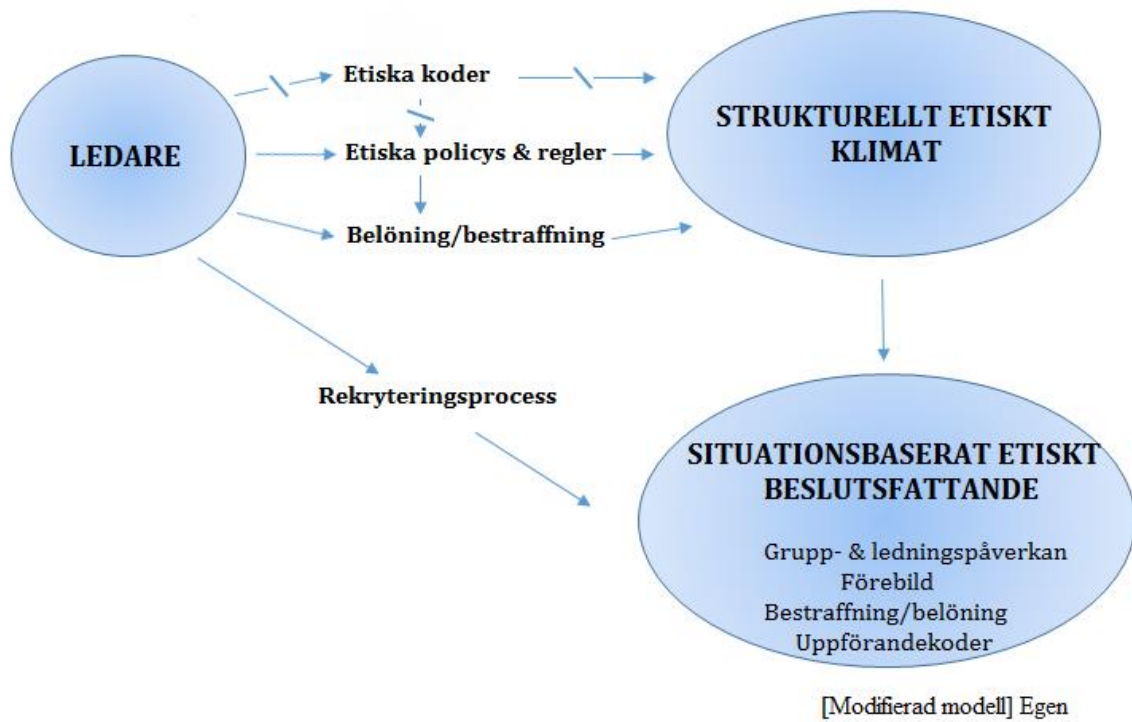 Etiska koder
STRUKTURELLT ETISKT
KLIMAT
LEDARE
Etiska policys & regler
Belöning/bestraffning
Rekryteringsprocess
SITUATIONSBASERAT ETISKT
BESLUTSFATTANDE
Grupp- & ledningspåverkan
Förebild
Bestraffning/belöning
Uppförandekoder
[Modifierad modell] Egen